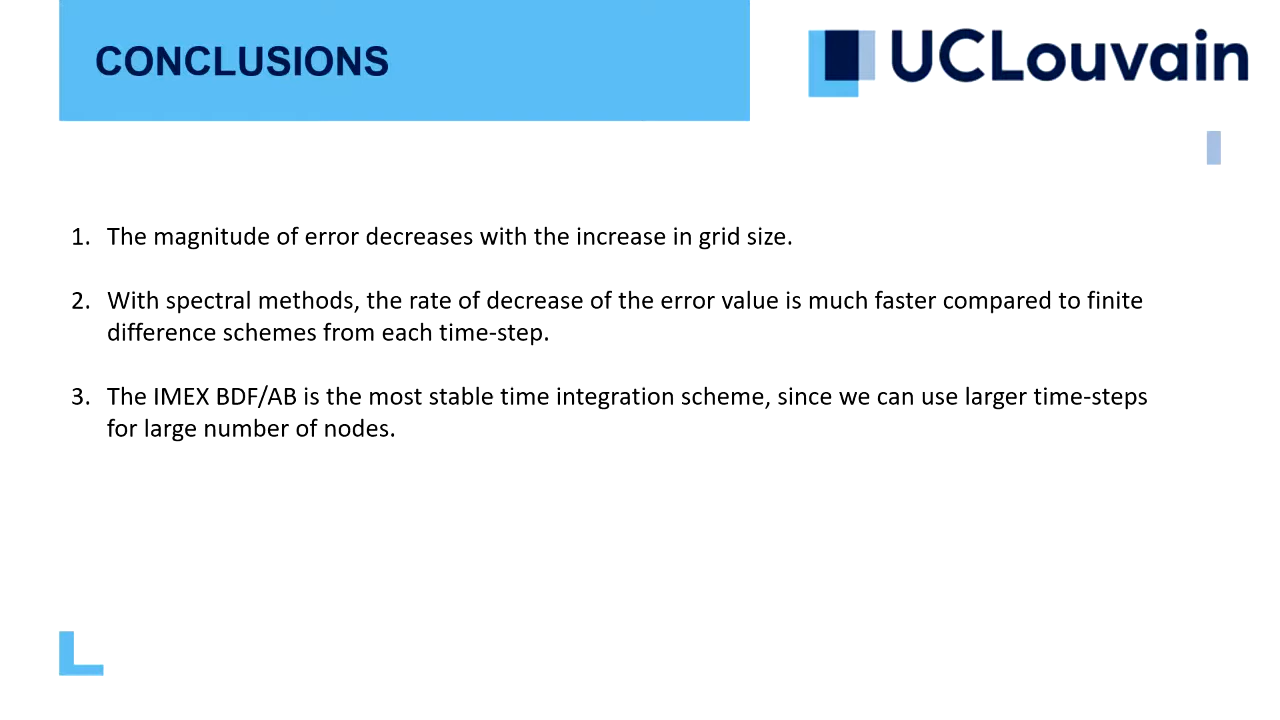 CONCLUSIONS
UCLouvain
1. The magnitude of error decreases with the increase in grid size.
2. With spectral methods, the rate of decrease of the error value is much faster compared to finite
difference schemes from each time-step.
3. The IMEX BDF/AB is the most stable time integration scheme, since we can use larger time-steps
for large number of nodes.